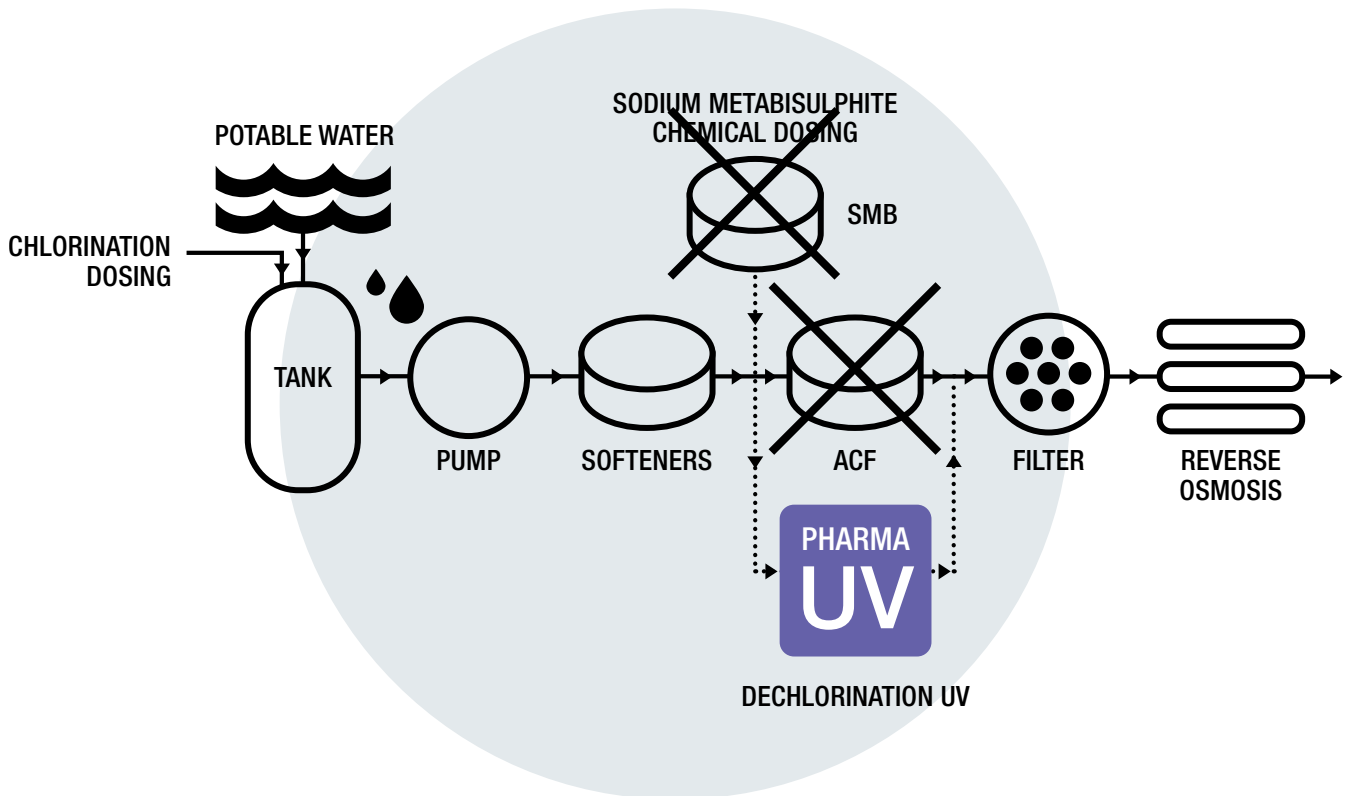 SODIUM METABISULPHITE
CHEMICAL DOSING
POTABLE WATER
SMB
CHLORINATION
DOSING
TANK
PUMP
SOFTENERS
ACF
FILTER
REVERSE
OSMOSIS
PHARMA
UV
DECHLORINATION UV